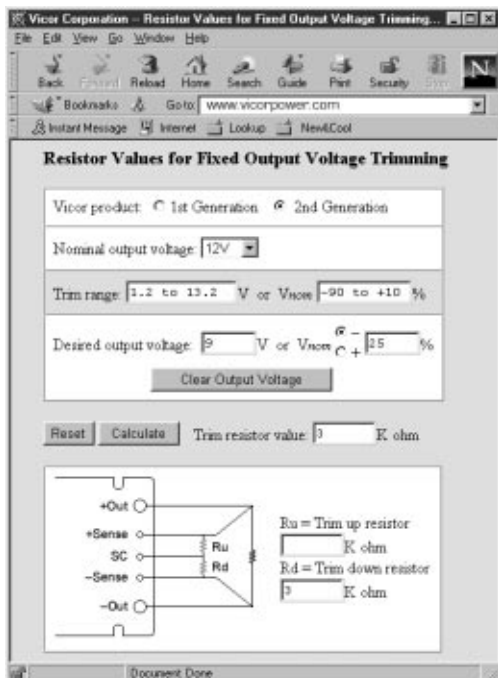 Vicor Corporation -- Resistor Values for Fixed Output Voltage Trimming...
File Edit View Go Window Help
Back Forward Reload Home Search Guide Print Security Stop N
Bookmarks Go to: www.vicorpower.com
Instant Message Internet Lookup New&Cool
Resistor Values for Fixed Output Voltage Trimming
Vicor product: 1st Generation 2nd Generation
Nominal output voltage: 12V
Trim range: 1.2 to 13.2 V or VNOM -90 to +10 %
Desired output voltage: 9 V or VNOM - + 25 %
Clear Output Voltage
Reset Calculate Trim resistor value: 3 K ohm
+Out
+Sense
SC
-Sense
-Out
Ru
Rd
Ru = Trim up resistor
K ohm
Rd = Trim down resistor
3 K ohm
Document Done